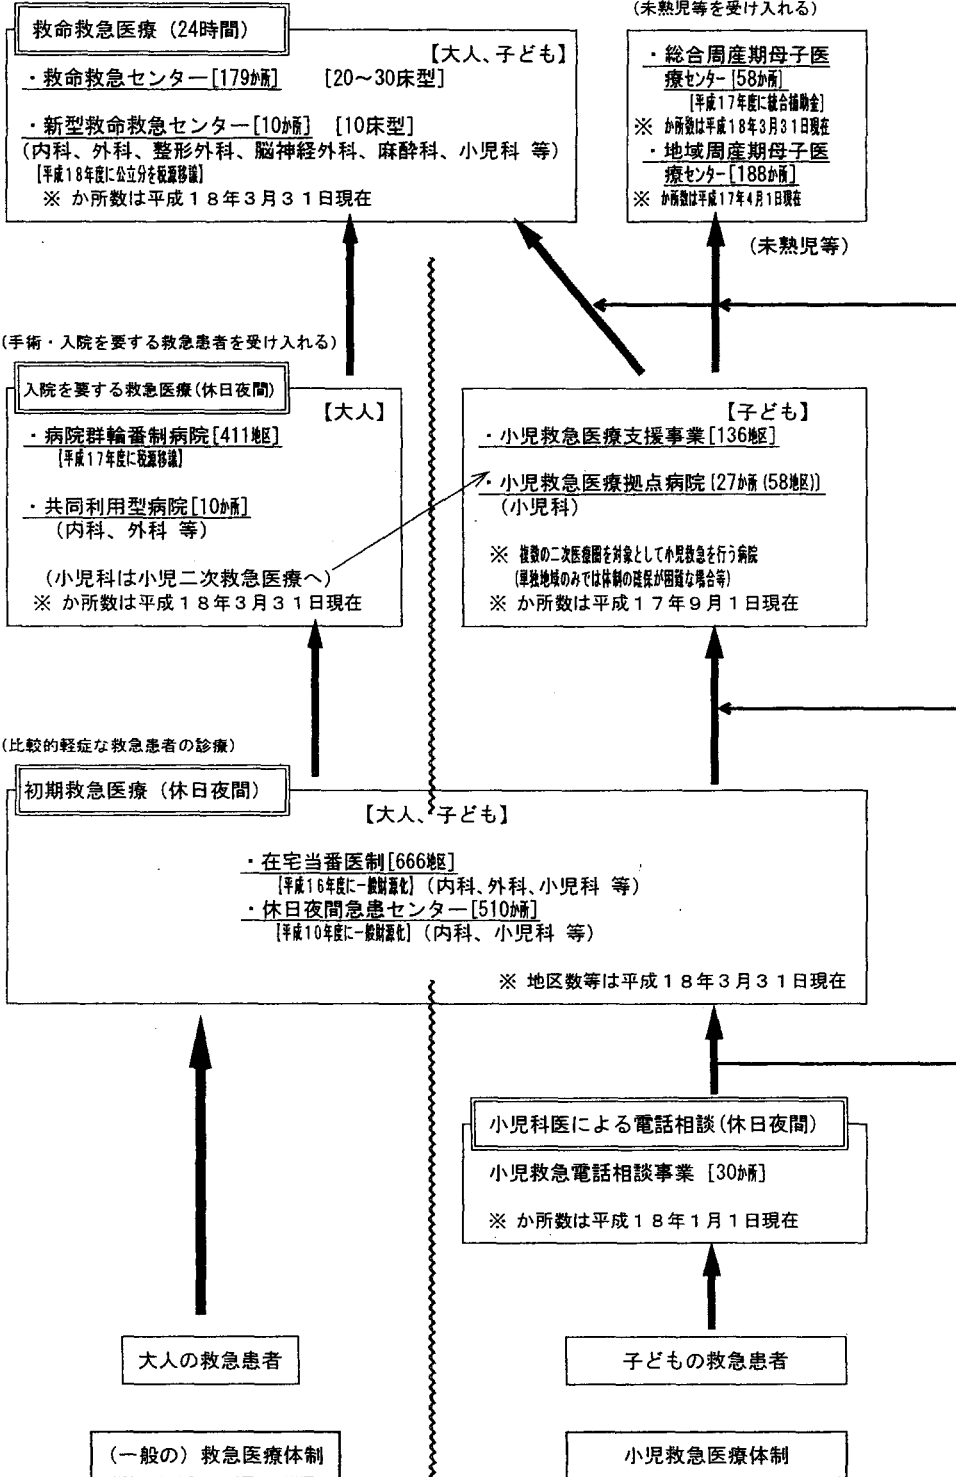 (未熟児等を受け入れる)
救命救急医療（24時間）
【大人、子ども】
・救命救急センター[179か所]　[20～30床型]
・新型救命救急センター[10か所]　[10床型]
(内科、外科、整形外科、脳神経外科、麻酔科、小児科 等)
【平成18年度に公立分を税源移譲】
※ か所数は平成１８年３月３１日現在
・総合周産期母子医
療センター [58か所]
【平成17年度に統合補助金】
※ か所数は平成18年3月31日現在
・地域周産期母子医
療センター[188か所]
※ か所数は平成17年4月1日現在
(未熟児等)
(手術・入院を要する救急患者を受け入れる)
入院を要する救急医療(休日夜間)
【大人】
・病院群輪番制病院[411地区]
【平成17年度に税源移譲】
・共同利用型病院[10か所]
(内科、外科 等)
(小児科は小児二次救急医療へ)
※ か所数は平成１８年３月３１日現在
【子ども】
・小児救急医療支援事業[136地区]
・小児救急医療拠点病院 [27か所 (58地区)]
(小児科)
※ 複数の二次医療圏を対象として小児救急を行う病院
(単独地域のみでは体制の確保が困難な場合等)
※ か所数は平成１７年９月１日現在
(比較的軽症な救急患者の診療)
初期救急医療（休日夜間）
【大人、子ども】
・在宅当番医制[666地区]
【平成16年度に一般財源化】(内科、外科、小児科 等)
・休日夜間急患センター[510か所]
【平成10年度に一般財源化】(内科、小児科 等)
※ 地区数等は平成１８年３月３１日現在
小児科医による電話相談(休日夜間)
小児救急電話相談事業 [30か所]
※ か所数は平成１８年１月１日現在
大人の救急患者
子どもの救急患者
(一般の) 救急医療体制
小児救急医療体制